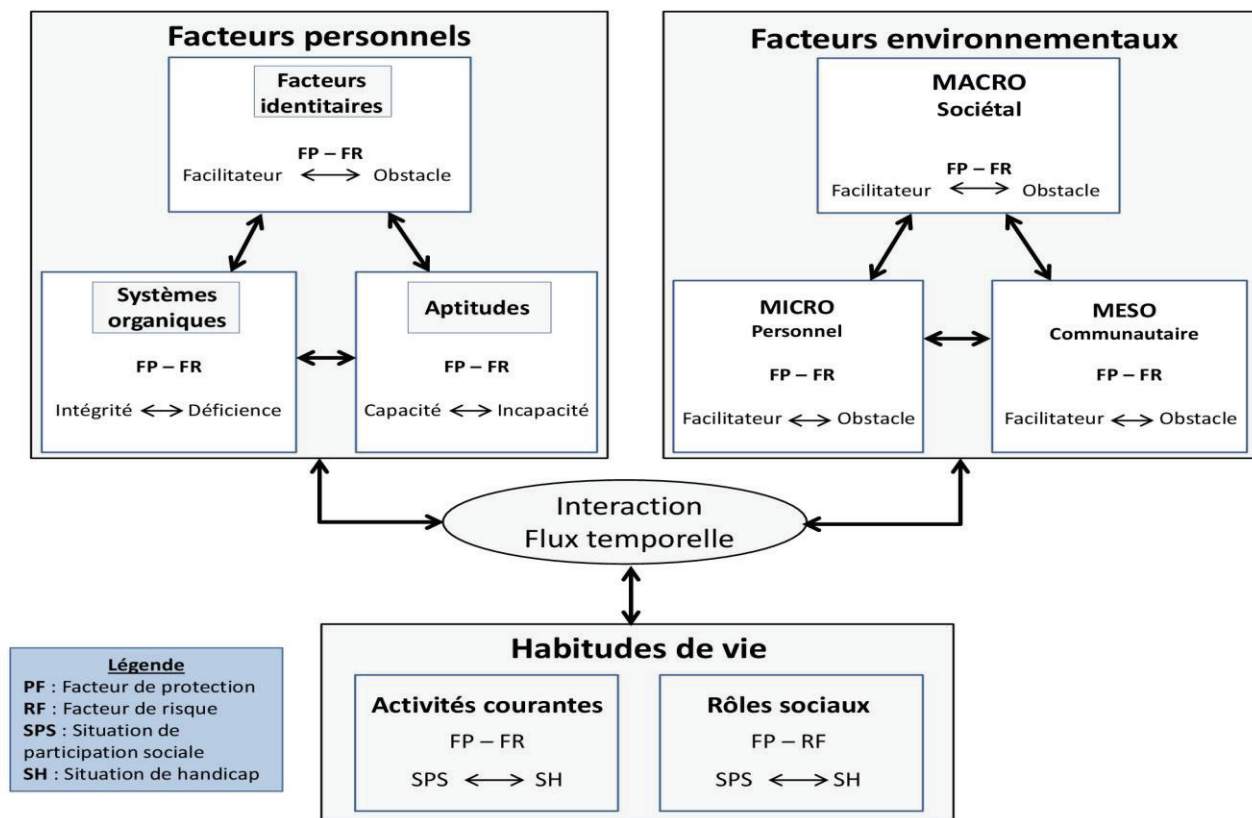 Facteurs personnels
Facteurs
identitaires
FP – FR
Facilitateur Obstacle
Systèmes
organiques
FP – FR
Intégrité Déficience
Aptitudes
FP – FR
Capacité Incapacité
Facteurs environnementaux
MACRO
Sociétal
FP – FR
Facilitateur Obstacle
MICRO
Personnel
FP – FR
Facilitateur Obstacle
MESO
Communautaire
FP – FR
Facilitateur Obstacle
Interaction
Flux temporelle
Habitudes de vie
Activités courantes
FP – FR
SPS SH
Rôles sociaux
FP – RF
SPS SH
Légende
PF : Facteur de protection
RF : Facteur de risque
SPS : Situation de
participation sociale
SH : Situation de handicap